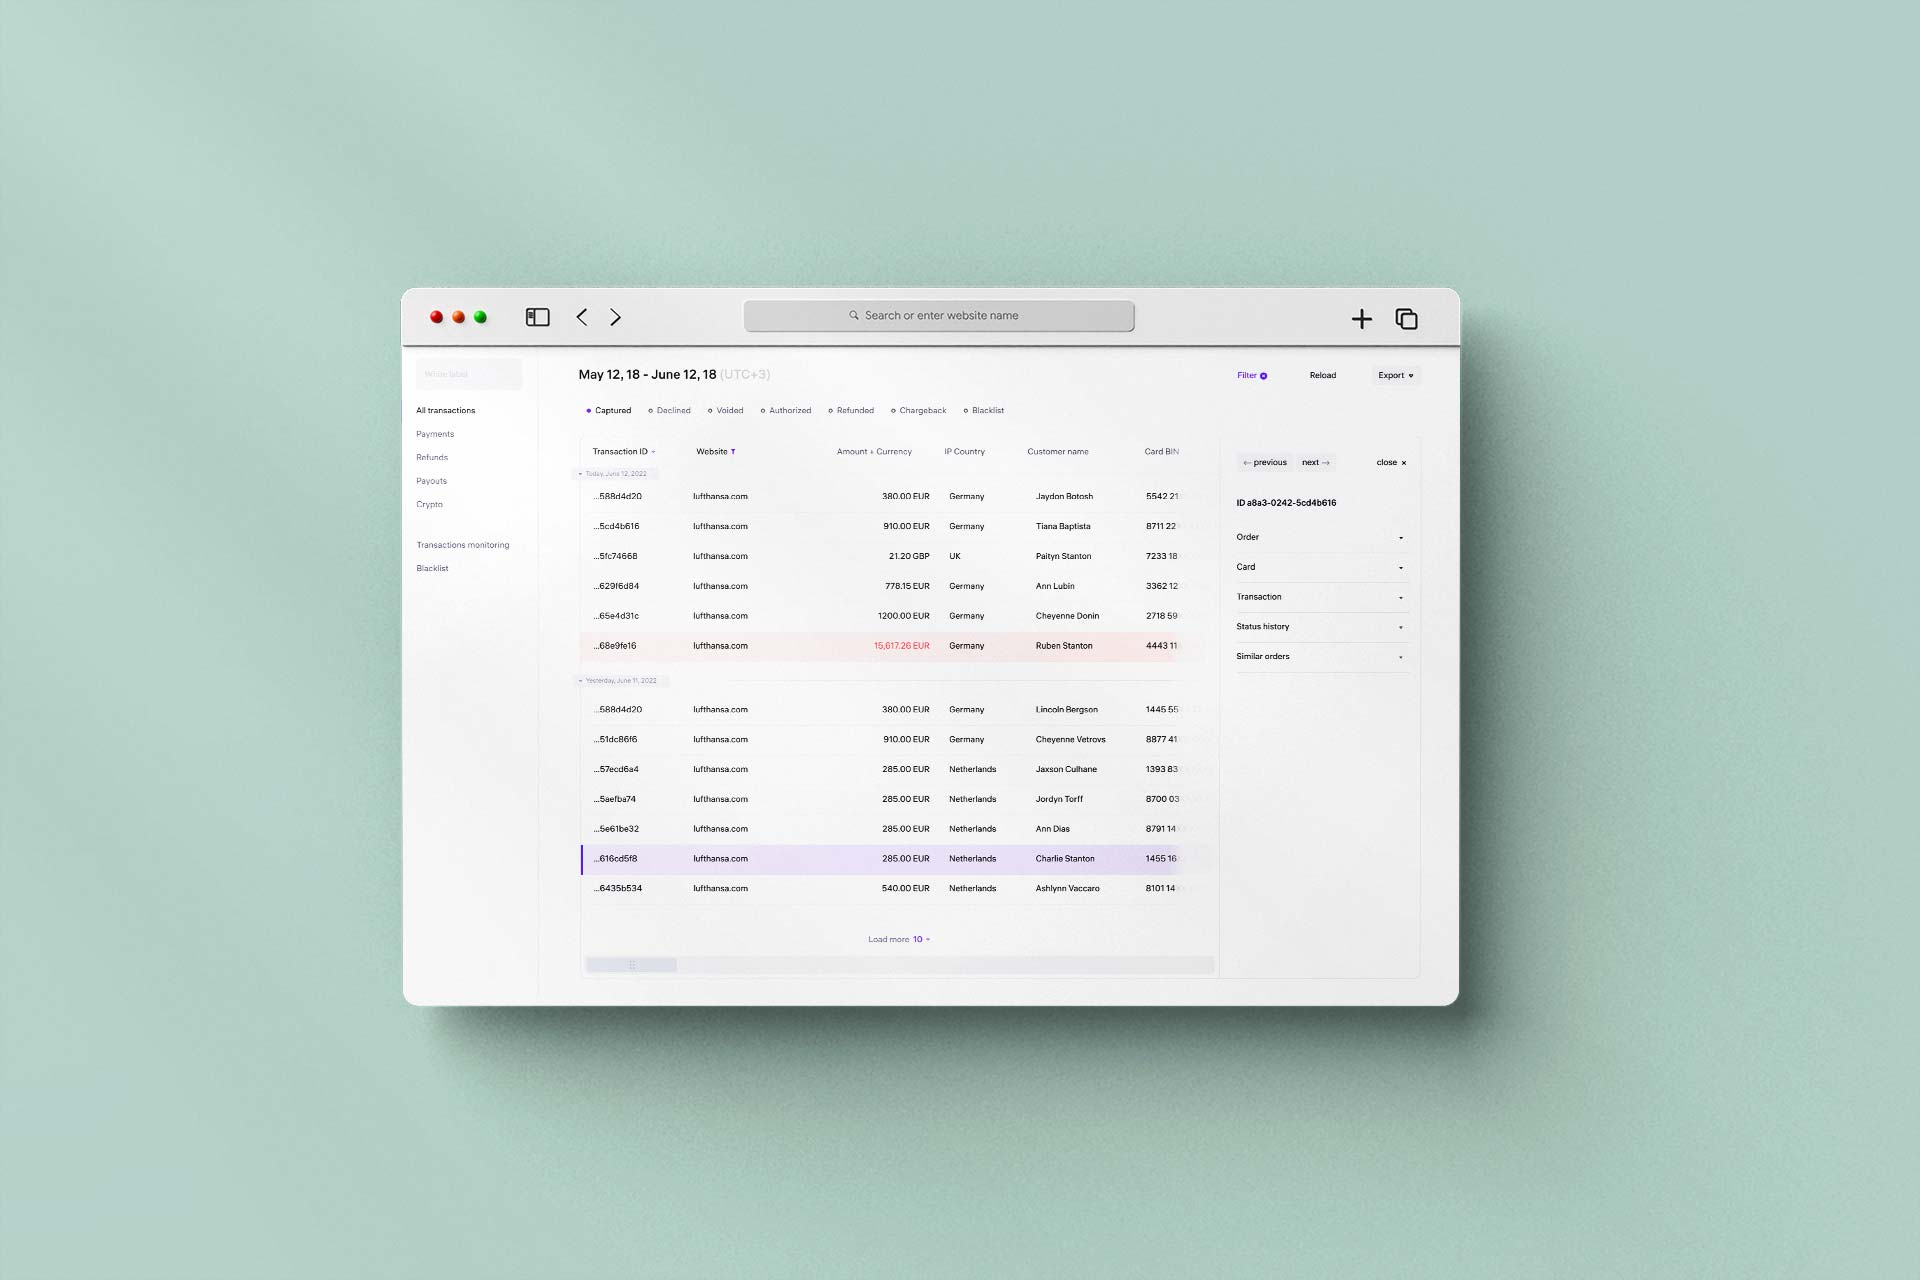 Search or enter website name
White label
May 12, 18 - June 12, 18 (UTC+3)
Filter
Reload
Export
All transactions
Payments
Refunds
Payouts
Crypto
Transactions monitoring
Blacklist
Captured Declined Voided Authorized Refunded Chargeback Blacklist
Transaction ID Website Amount + Currency IP Country Customer name Card BIN
Today, June 12, 2022
...588d4d20 lufthansa.com 380.00 EUR Germany Jaydon Botosh 5542 21
...5cd4b616 lufthansa.com 910.00 EUR Germany Tiana Baptista 8711 22
...5fc74668 lufthansa.com 21.20 GBP UK Paityn Stanton 7233 18
...629f6d84 lufthansa.com 778.15 EUR Germany Ann Lubin 3362 12
...65e4d31c lufthansa.com 1200.00 EUR Germany Cheyenne Donin 2718 59
...68e9fe16 lufthansa.com 15,617.26 EUR Germany Ruben Stanton 4443 11
Yesterday, June 11, 2022
...588d4d20 lufthansa.com 380.00 EUR Germany Lincoln Bergson 1445 55
...51dc86f6 lufthansa.com 910.00 EUR Germany Cheyenne Vetrovs 8877 41
...57ecd6a4 lufthansa.com 285.00 EUR Netherlands Jaxson Culhane 1393 83
...5aefba74 lufthansa.com 285.00 EUR Netherlands Jordyn Torff 8700 03
...5e61be32 lufthansa.com 285.00 EUR Netherlands Ann Dias 8791 14
...616cd5f8 lufthansa.com 285.00 EUR Netherlands Charlie Stanton 1455 16
...6435b534 lufthansa.com 540.00 EUR Netherlands Ashlynn Vaccaro 8101 14
Load more 10
← previous next → close ×
ID a8a3-0242-5cd4b616
Order
Card
Transaction
Status history
Similar orders